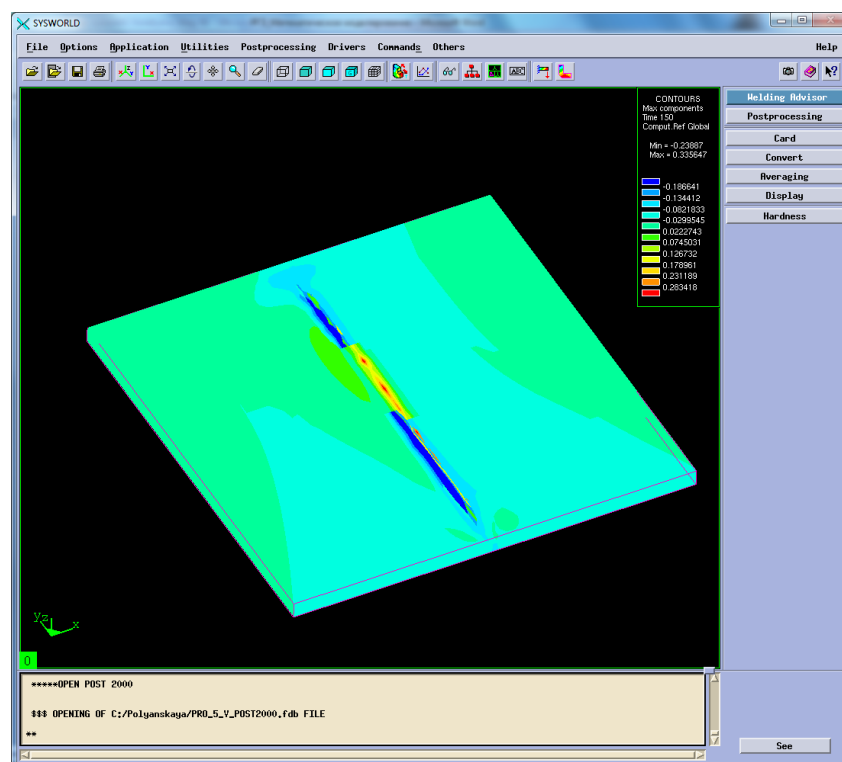 SYSWORLD
File Options Application Utilities Postprocessing Drivers Commands Others Help
ABC
CONTOURS
Max components
Time 150
Comput.Ref Global
Min = -0.23887
Max = 0.335647
-0.186641
-0.134412
-0.0821833
-0.0299545
0.0222743
0.0745031
0.126732
0.178961
0.231189
0.283418
Welding Advisor
Postprocessing
Card
Convert
Averaging
Display
Hardness
y z x
0
*****OPEN POST 2000
$$$ OPENING OF C:/Polyanskaya/PRO_5_V_POST2000.fdb FILE
**
See